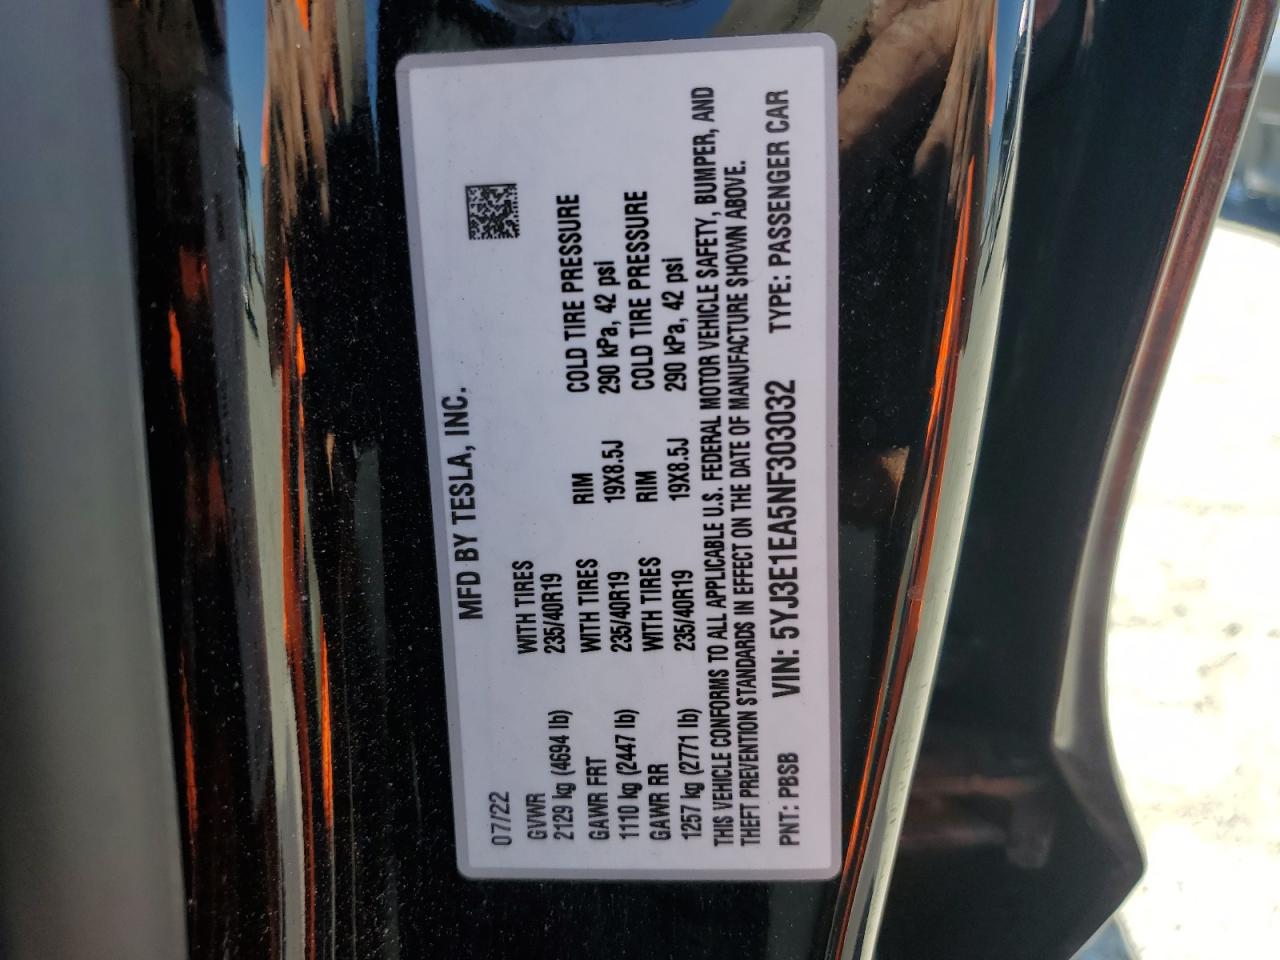 MFD BY TESLA, INC.
07/22
GVWR WITH TIRES
2129 kg (4694 lb) 235/40R19
GAWR FRT WITH TIRES RIM COLD TIRE PRESSURE
1110 kg (2447 lb) 235/40R19 19X8.5J 290 kPa, 42 psi
GAWR RR WITH TIRES RIM COLD TIRE PRESSURE
1257 kg (2771 lb) 235/40R19 19X8.5J 290 kPa, 42 psi
THIS VEHICLE CONFORMS TO ALL APPLICABLE U.S. FEDERAL MOTOR VEHICLE SAFETY, BUMPER, AND
THEFT PREVENTION STANDARDS IN EFFECT ON THE DATE OF MANUFACTURE SHOWN ABOVE.
PNT: PBSB VIN: 5YJ3E1EA5NF303032 TYPE: PASSENGER CAR